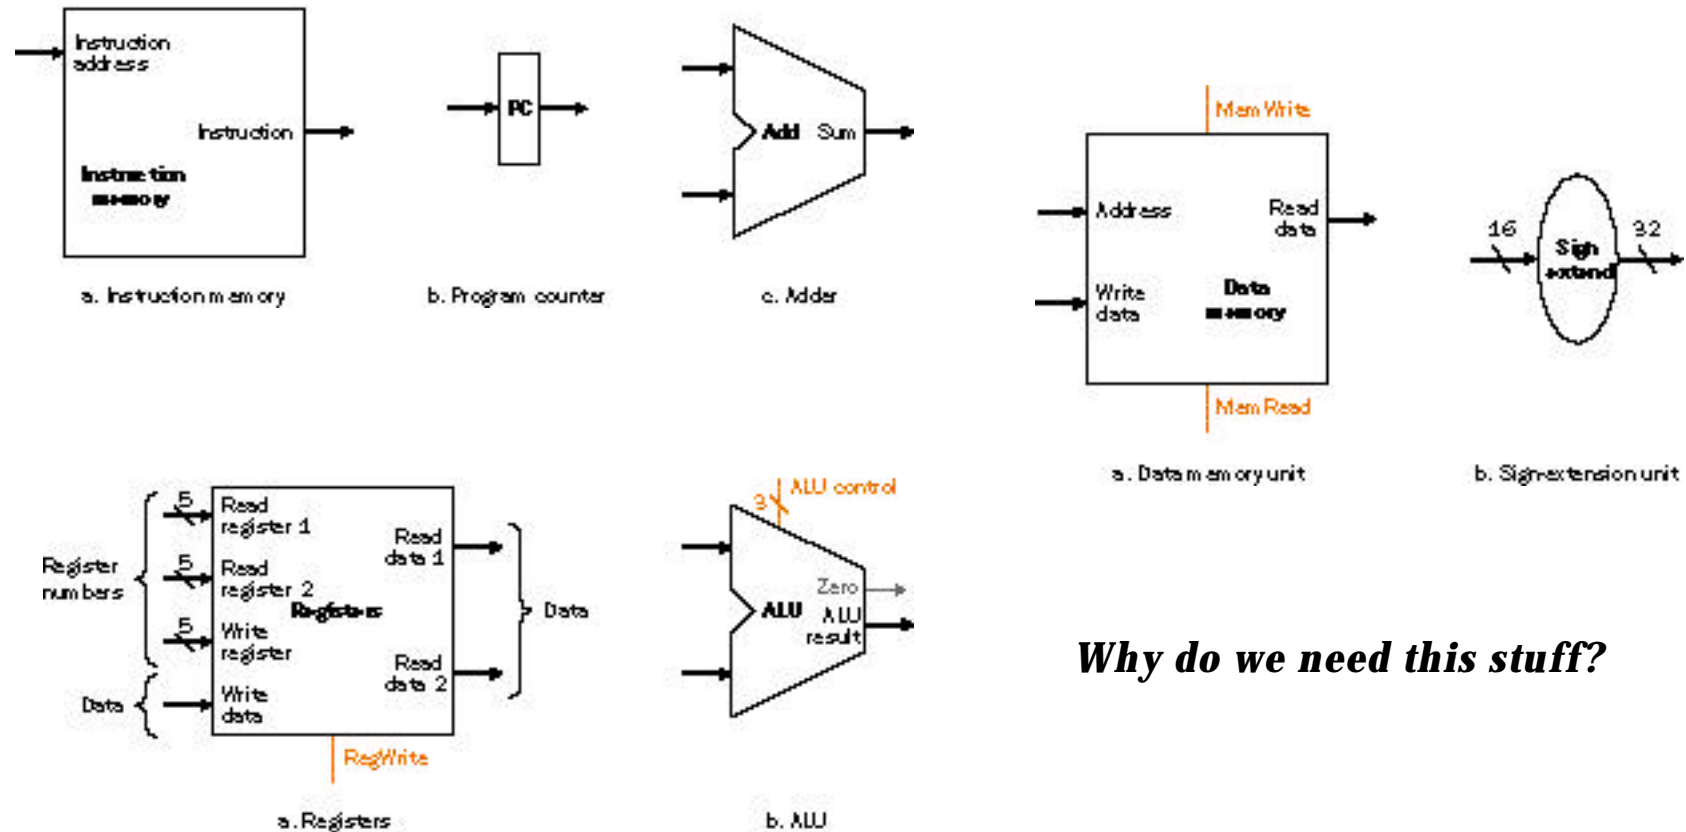 Instruction
address
Instruction
Instruction
memory
a. Instruction memory
PC
b. Program counter
Add Sum
c. Adder
MemWrite
Address
Read
data
Write
data
Data
memory
MemRead
a. Data memory unit
16
32
Sign
extend
b. Sign-extension unit
Register
numbers
5
Read
register 1
5
Read
register 2
5
Write
register
Data
Write
data
Registers
Read
data 1
Read
data 2
Data
RegWrite
a. Registers
ALU control
3
Zero
ALU
ALU
result
b. ALU
Why do we need this stuff?